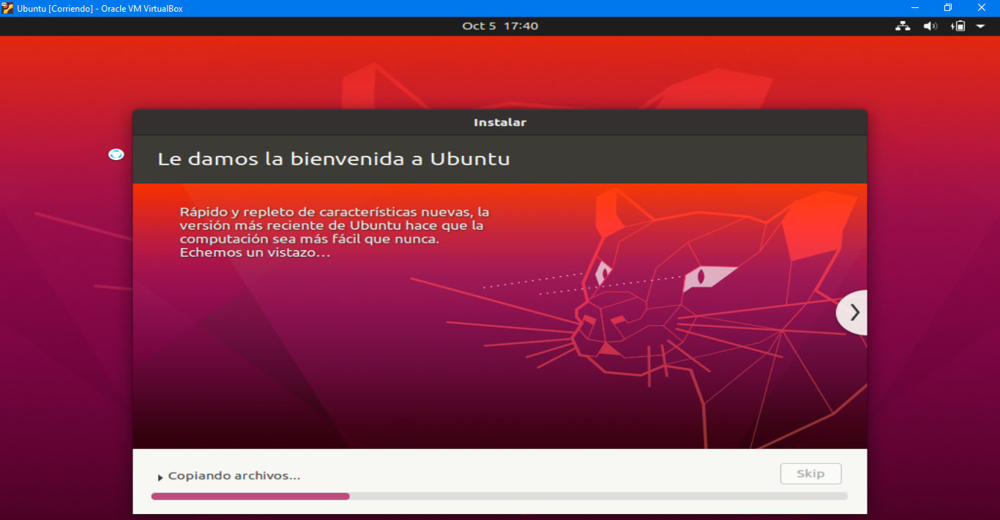 Ubuntu [Corriendo] - Oracle VM VirtualBox
Oct 5 17:40
Instalar
Le damos la bienvenida a Ubuntu
Rápido y repleto de características nuevas, la
versión más reciente de Ubuntu hace que la
computación sea más fácil que nunca.
Echemos un vistazo...
Copiando archivos...
Skip